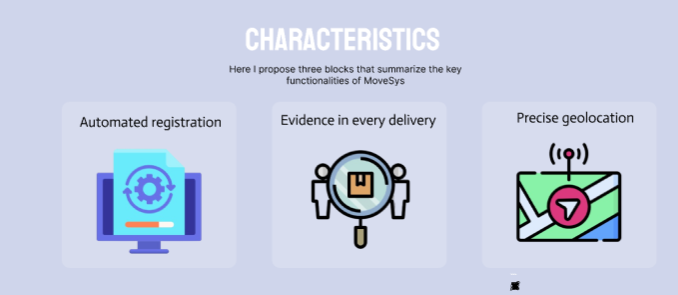 CHARACTERISTICS
Here I propose three blocks that summarize the key
functionalities of MoveSys
Automated registration
Evidence in every delivery
Precise geolocation